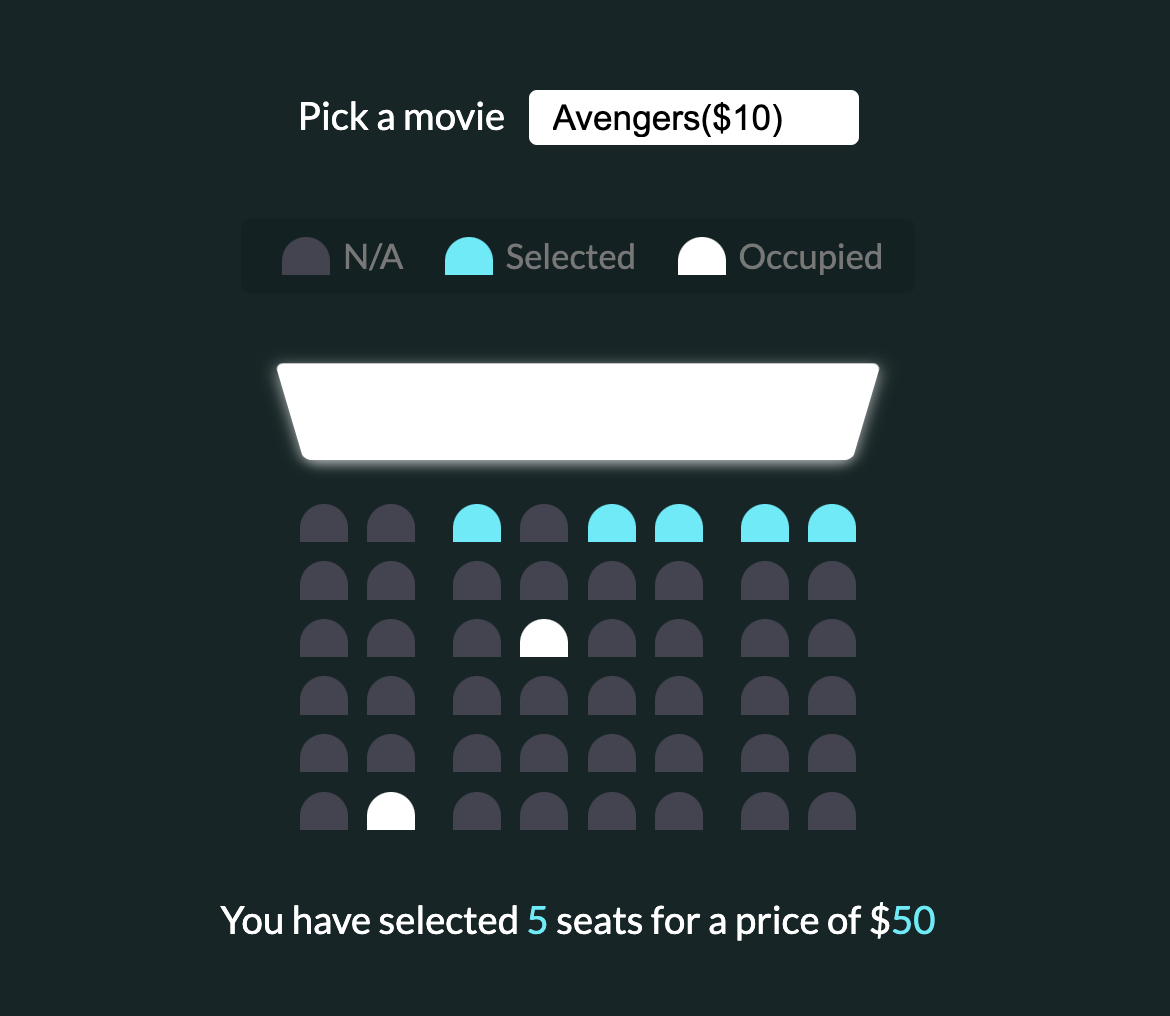 Pick a movie Avengers($10)
N/A Selected Occupied
You have selected 5 seats for a price of $50